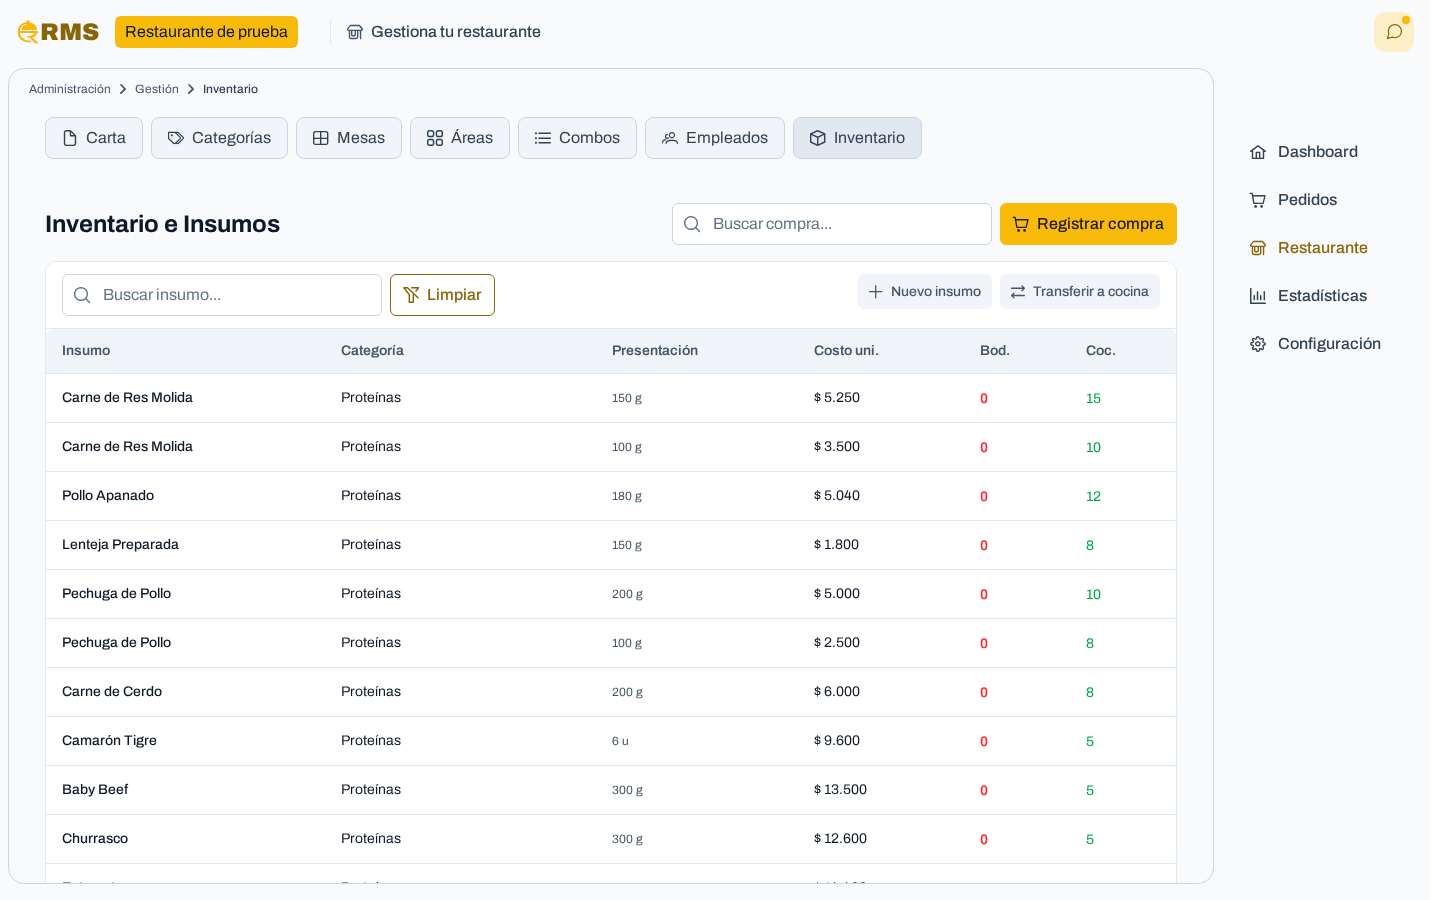 RMS Restaurante de prueba Gestiona tu restaurante
Administración Gestión Inventario
Carta Categorías Mesas Áreas Combos Empleados Inventario
Inventario e Insumos Buscar compra... Registrar compra
Buscar insumo... Limpiar Nuevo insumo Transferir a cocina
Insumo Categoría Presentación Costo uni. Bod. Coc.
Carne de Res Molida Proteínas 150 g $ 5.250 0 15
Carne de Res Molida Proteínas 100 g $ 3.500 0 10
Pollo Apanado Proteínas 180 g $ 5.040 0 12
Lenteja Preparada Proteínas 150 g $ 1.800 0 8
Pechuga de Pollo Proteínas 200 g $ 5.000 0 10
Pechuga de Pollo Proteínas 100 g $ 2.500 0 8
Carne de Cerdo Proteínas 200 g $ 6.000 0 8
Camarón Tigre Proteínas 6 u $ 9.600 0 5
Baby Beef Proteínas 300 g $ 13.500 0 5
Churrasco Proteínas 300 g $ 12.600 0 5
Dashboard
Pedidos
Restaurante
Estadísticas
Configuración